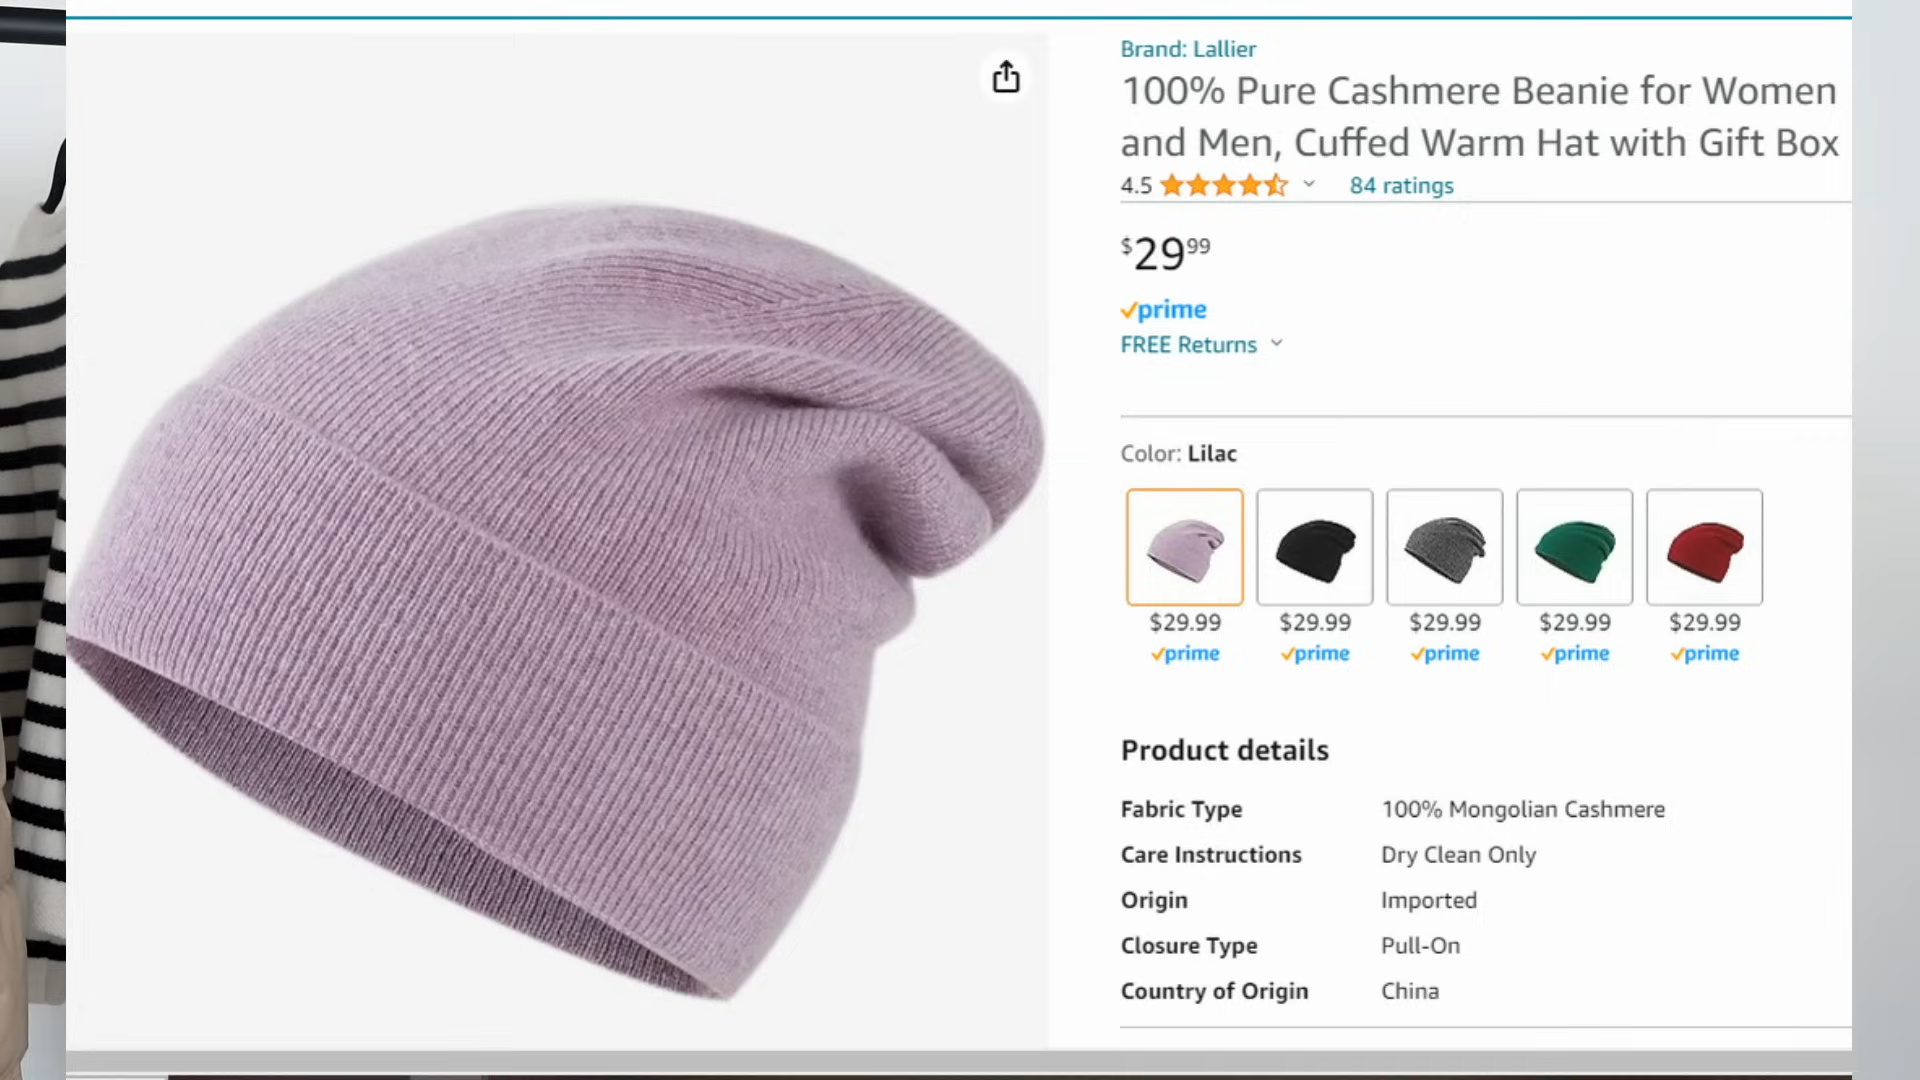 Brand: Lallier
100% Pure Cashmere Beanie for Women
and Men, Cuffed Warm Hat with Gift Box
4.5 84 ratings
$29 99
prime
FREE Returns
Color: Lilac
$29.99 $29.99 $29.99 $29.99 $29.99
prime prime prime prime prime
Product details
Fabric Type 100% Mongolian Cashmere
Care Instructions Dry Clean Only
Origin Imported
Closure Type Pull-On
Country of Origin China